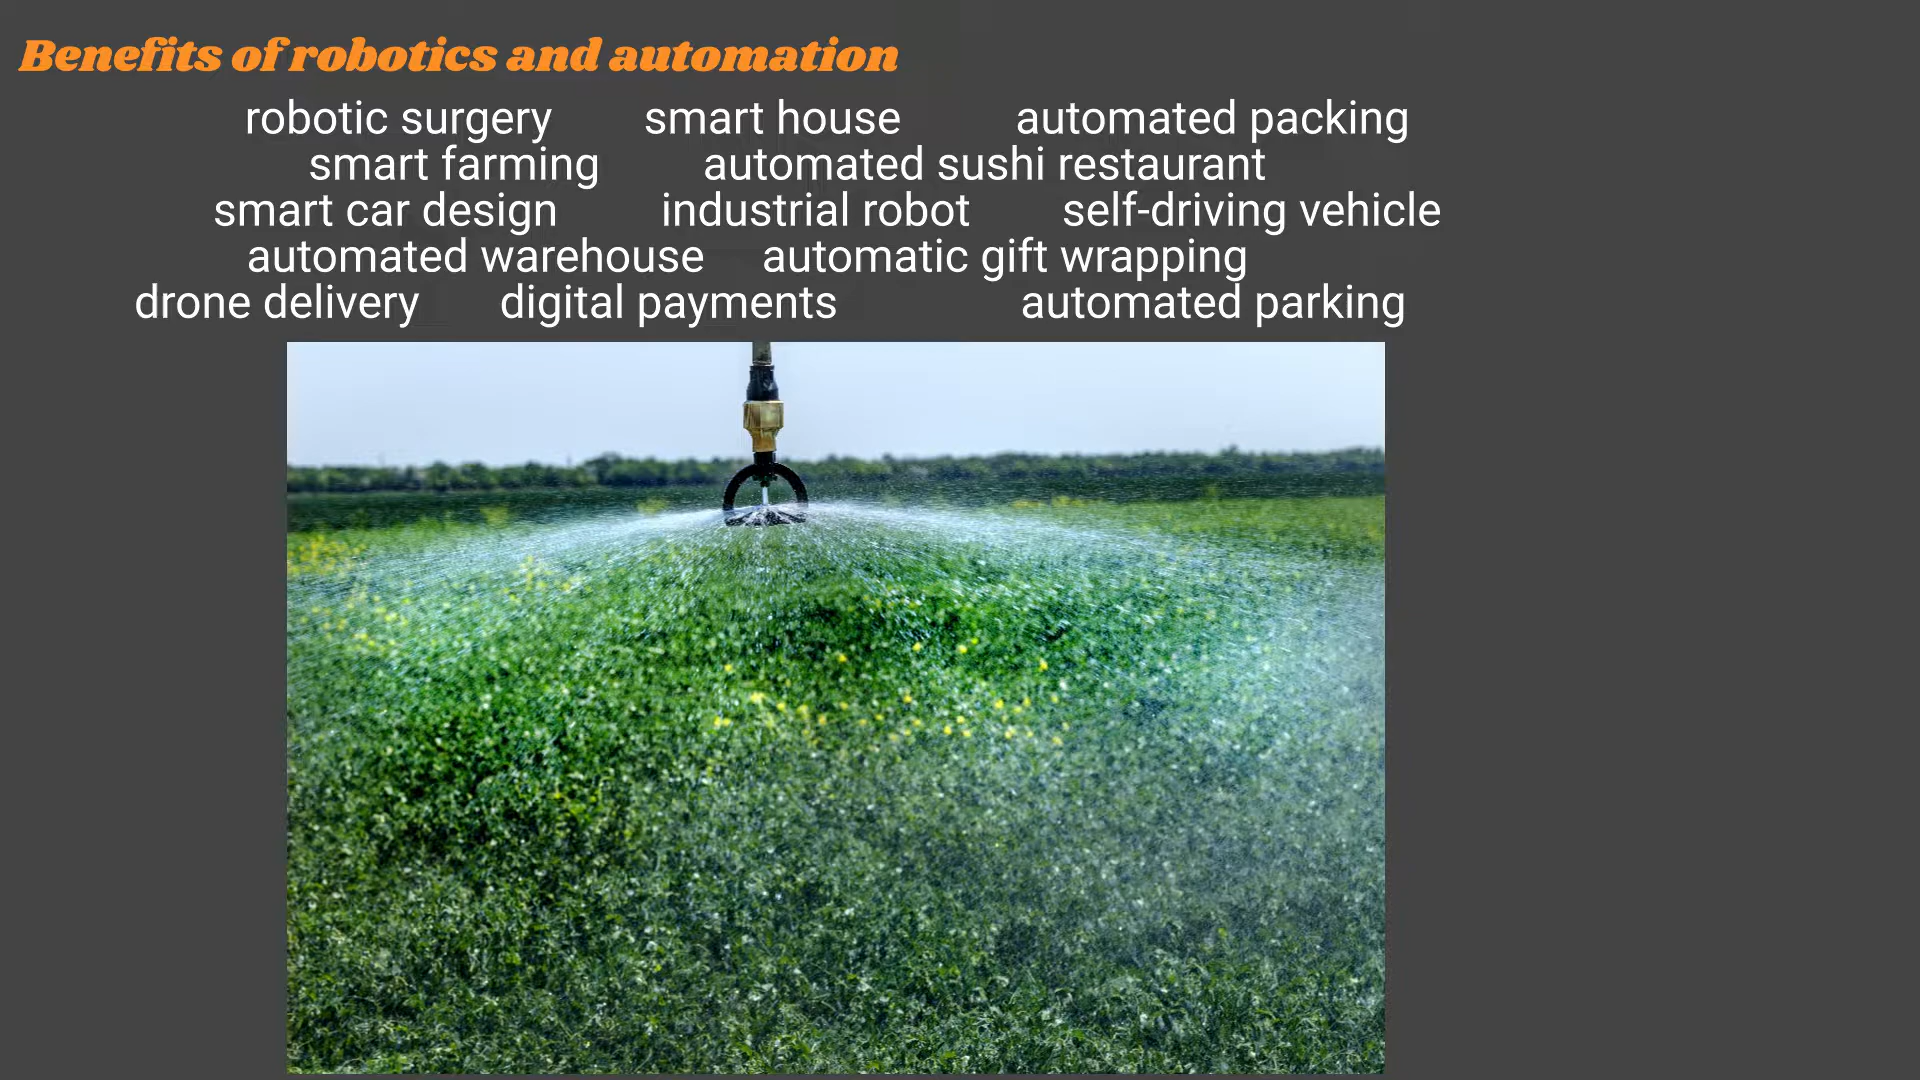 Benefits of robotics and automation
robotic surgery smart house automated packing
smart farming automated sushi restaurant
smart car design industrial robot self-driving vehicle
automated warehouse automatic gift wrapping
drone delivery digital payments automated parking